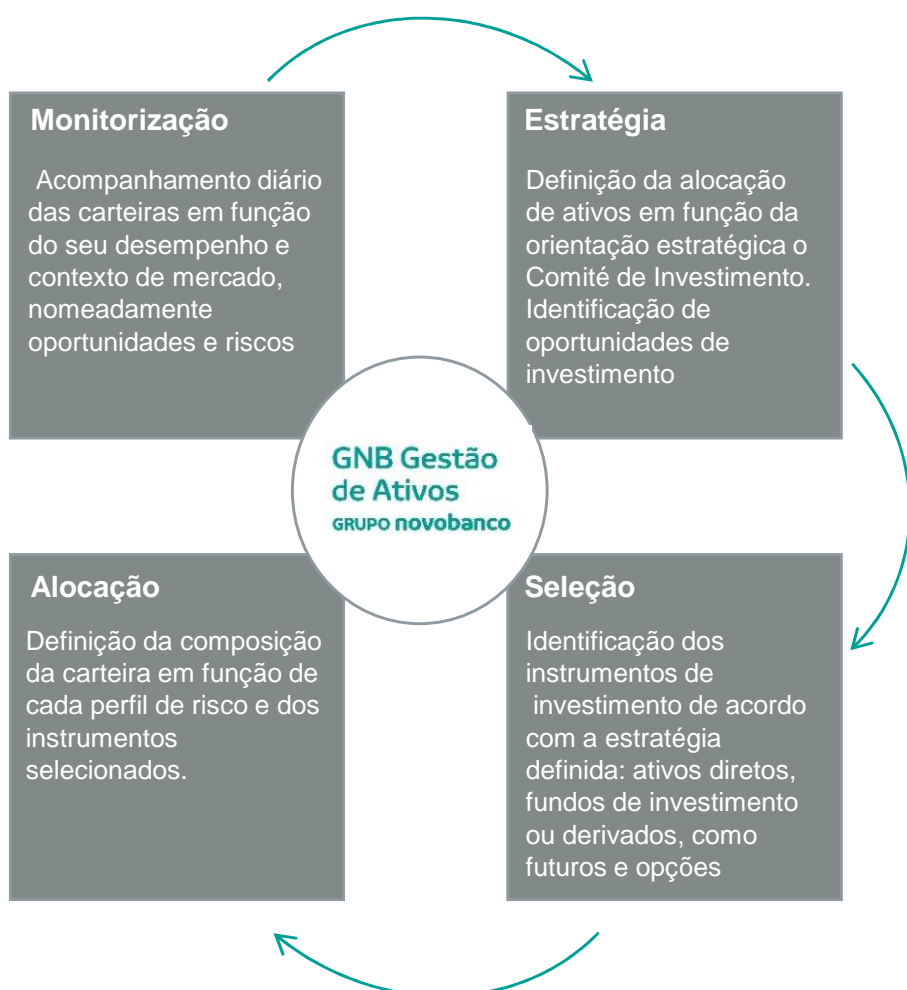 Monitorização
Acompanhamento diário
das carteiras em função
do seu desempenho e
contexto de mercado,
nomeadamente
oportunidades e riscos
Estratégia
Definição da alocação
de ativos em função da
orientação estratégica o
Comité de Investimento.
Identificação de
oportunidades de
investimento
GNB Gestão
de Ativos
GRUPO novobanco
Alocação
Definição da composição
da carteira em função de
cada perfil de risco e dos
instrumentos
selecionados.
Seleção
Identificação dos
instrumentos de
investimento de acordo
com a estratégia
definida: ativos diretos,
fundos de investimento
ou derivados, como
futuros e opções